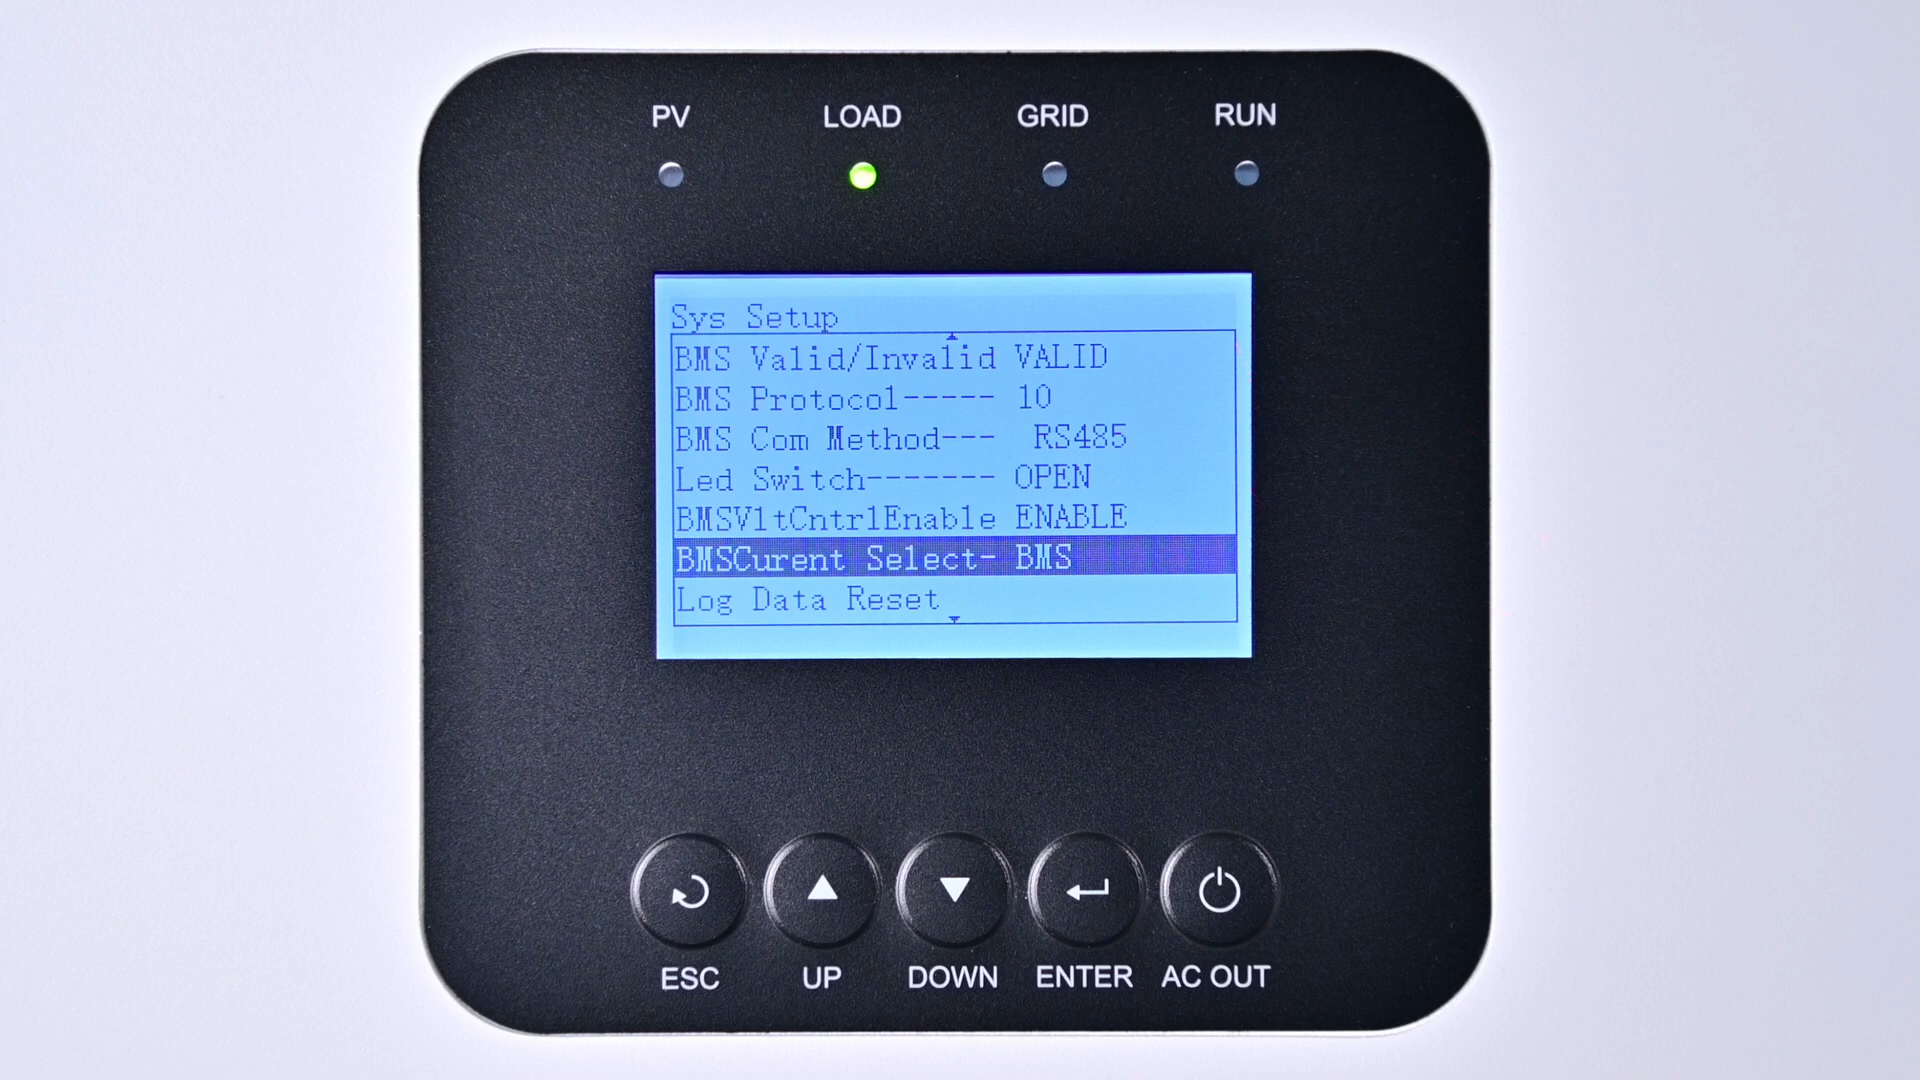 PV LOAD GRID RUN
Sys Setup
BMS Valid/Invalid VALID
BMS Protocol----- 10
BMS Com Method--- RS485
Led Switch------- OPEN
BMSVltCntrlEnable ENABLE
BMSCurent Select- BMS
Log Data Reset
ESC UP DOWN ENTER AC OUT